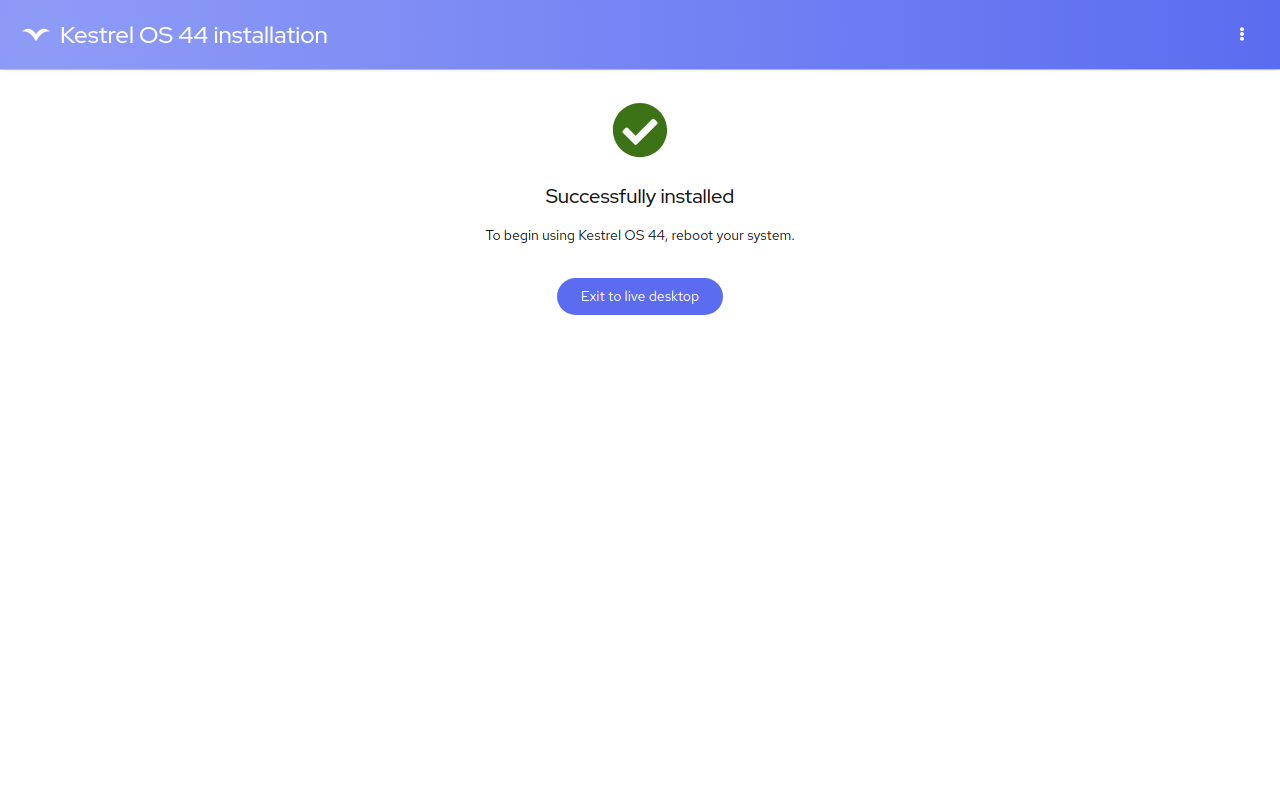 Kestrel OS 44 installation
Successfully installed
To begin using Kestrel OS 44, reboot your system.
Exit to live desktop